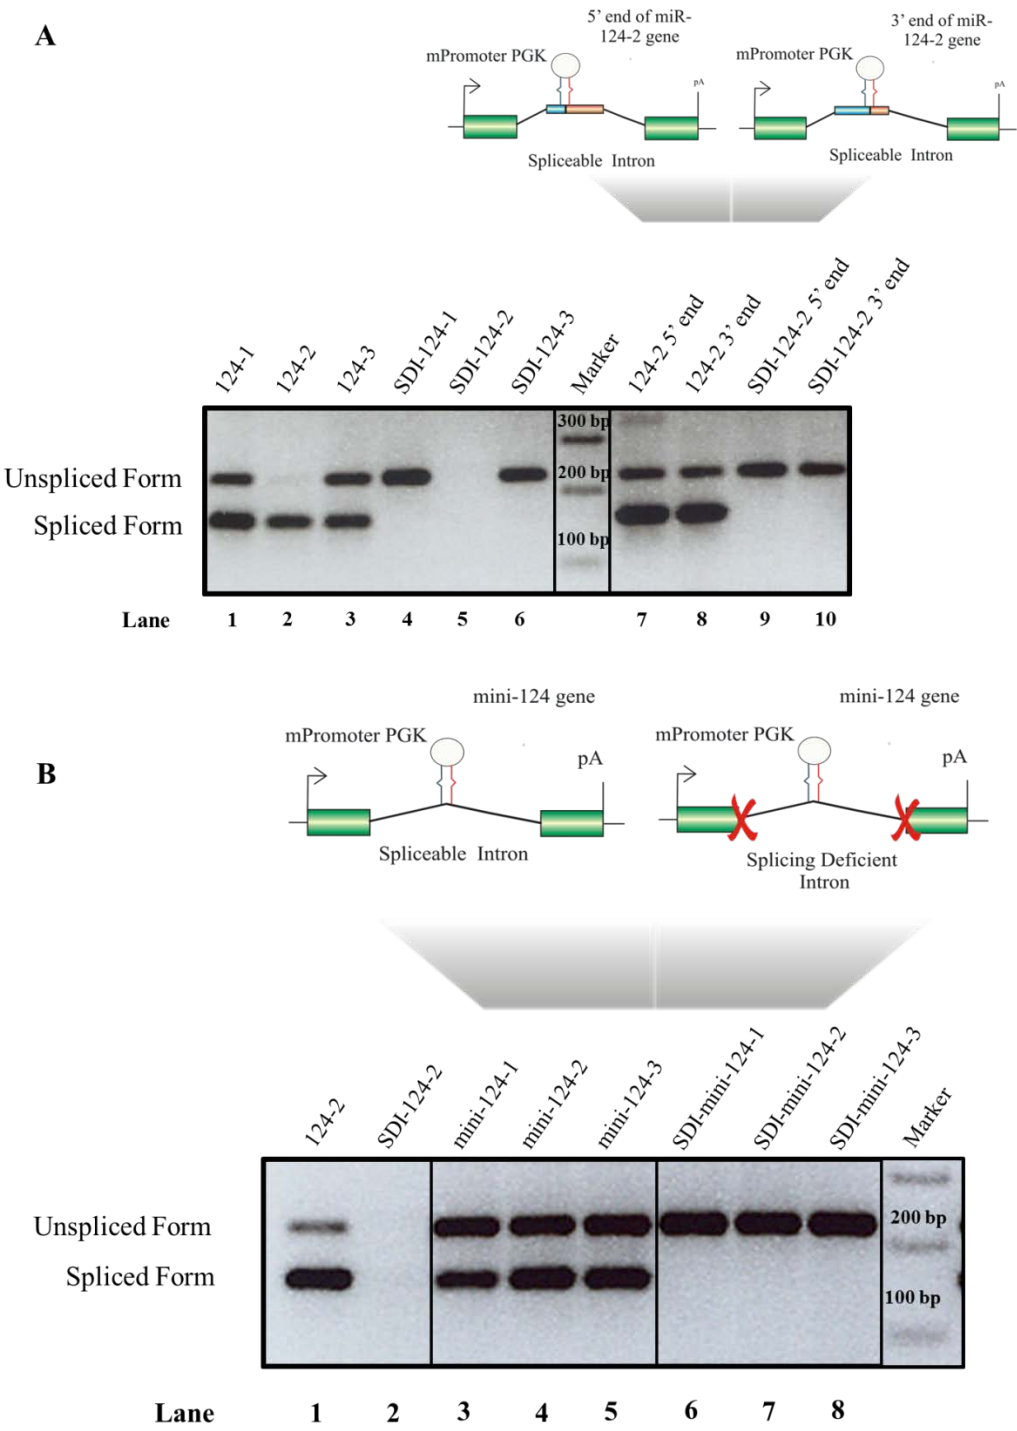 A
5’ end of miR-
124-2 gene
3’ end of miR-
124-2 gene
mPromoter PGK
mPromoter PGK
pA
pA
Spliceable Intron
Spliceable Intron
124-1
124-2
124-3
SDI-124-1
SDI-124-2
SDI-124-3
Marker
124-2 5’ end
124-2 3’ end
SDI-124-2 5’ end
SDI-124-2 3’ end
300 bp
Unspliced Form
200 bp
Spliced Form
100 bp
Lane 1 2 3 4 5 6 7 8 9 10
B
mini-124 gene
mini-124 gene
mPromoter PGK
mPromoter PGK
pA
pA
Spliceable Intron
Splicing Deficient
Intron
124-2
SDI-124-2
mini-124-1
mini-124-2
mini-124-3
SDI-mini-124-1
SDI-mini-124-2
SDI-mini-124-3
Marker
Unspliced Form
200 bp
Spliced Form
100 bp
Lane 1 2 3 4 5 6 7 8